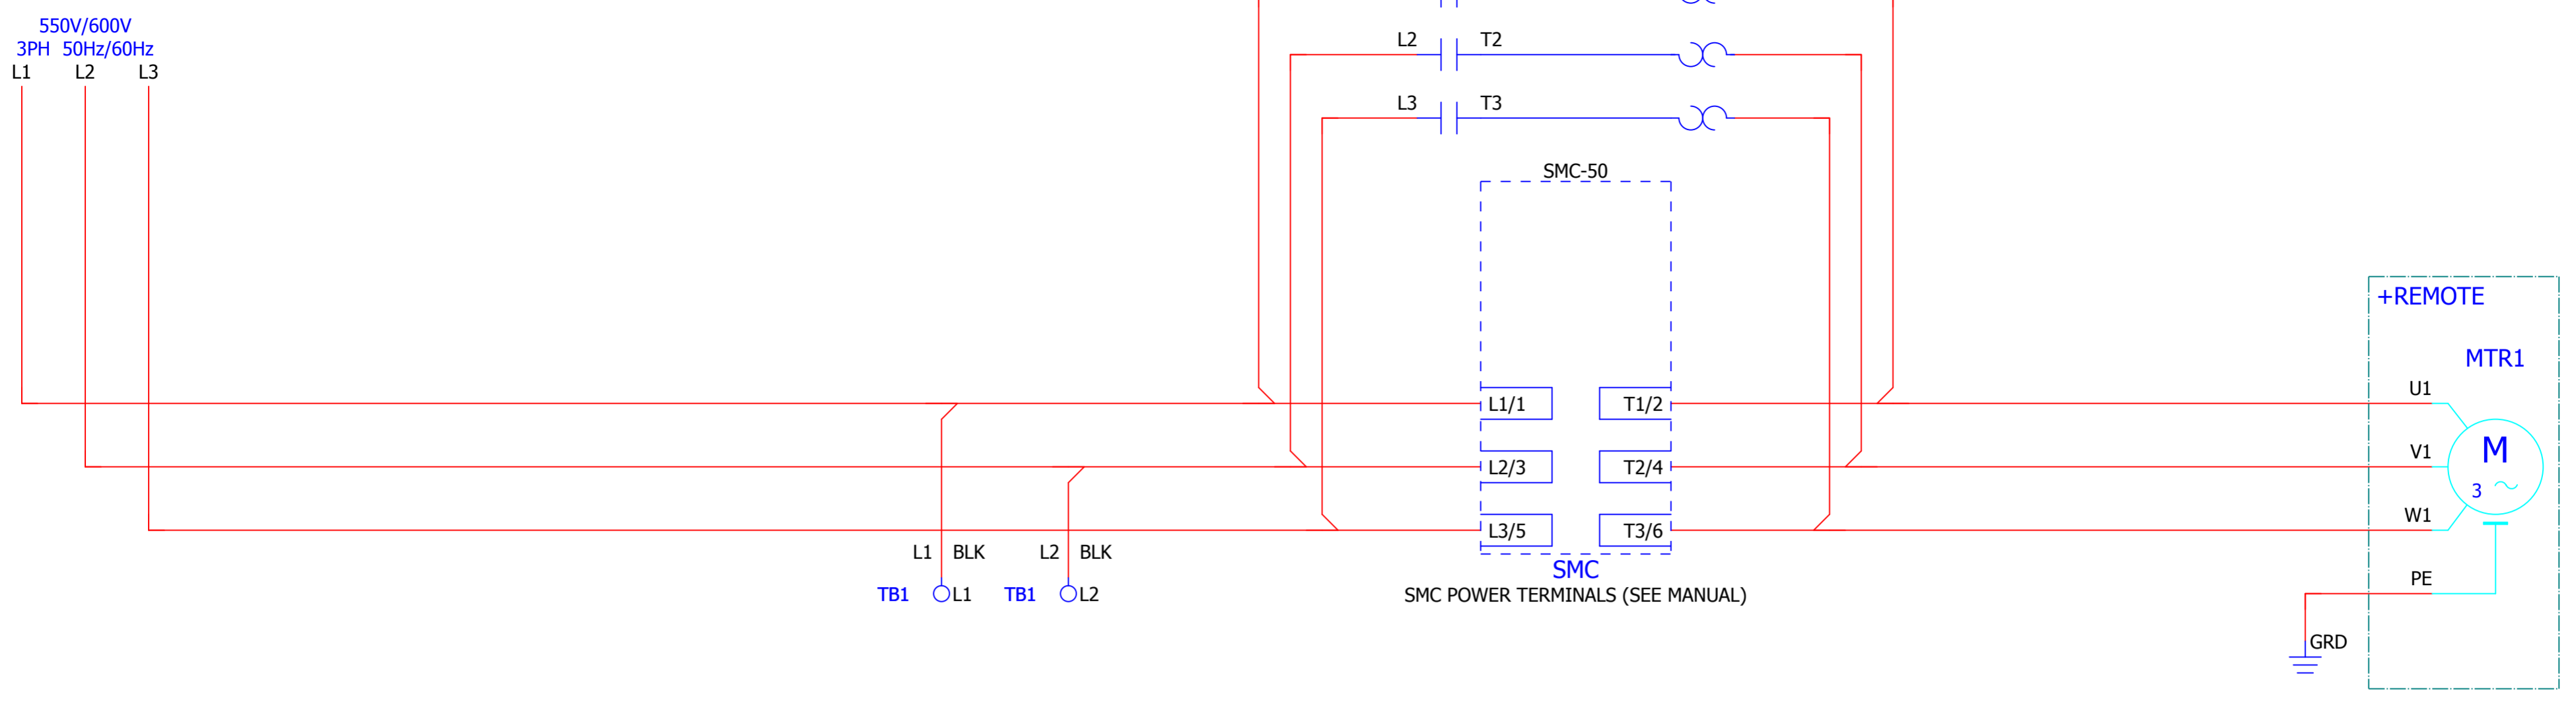 550V/600V
3PH 50Hz/60Hz
L1 L2 L3
L2 T2
L3 T3
SMC-50
+REMOTE
MTR1
U1
L1/1 T1/2
M
3
V1
L2/3 T2/4
W1
L3/5 T3/6
L1 BLK L2 BLK
SMC
PE
TB1 L1 TB1 L2
SMC POWER TERMINALS (SEE MANUAL)
GRD